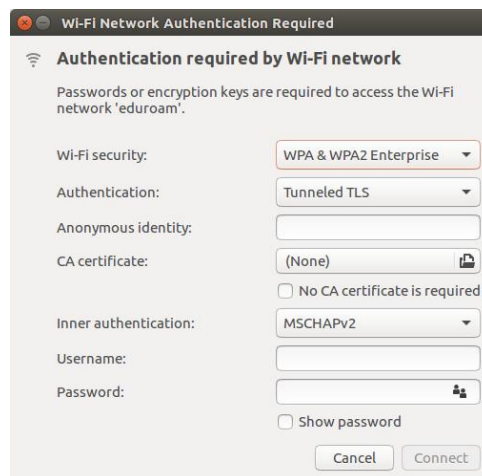 Wi-Fi Network Authentication Required
Authentication required by Wi-Fi network
Passwords or encryption keys are required to access the Wi-Fi
network 'eduroam'.
Wi-Fi security: WPA & WPA2 Enterprise
Authentication: Tunneled TLS
Anonymous identity:
CA certificate: (None)
No CA certificate is required
Inner authentication: MSCHAPv2
Username:
Password:
Show password
Cancel Connect